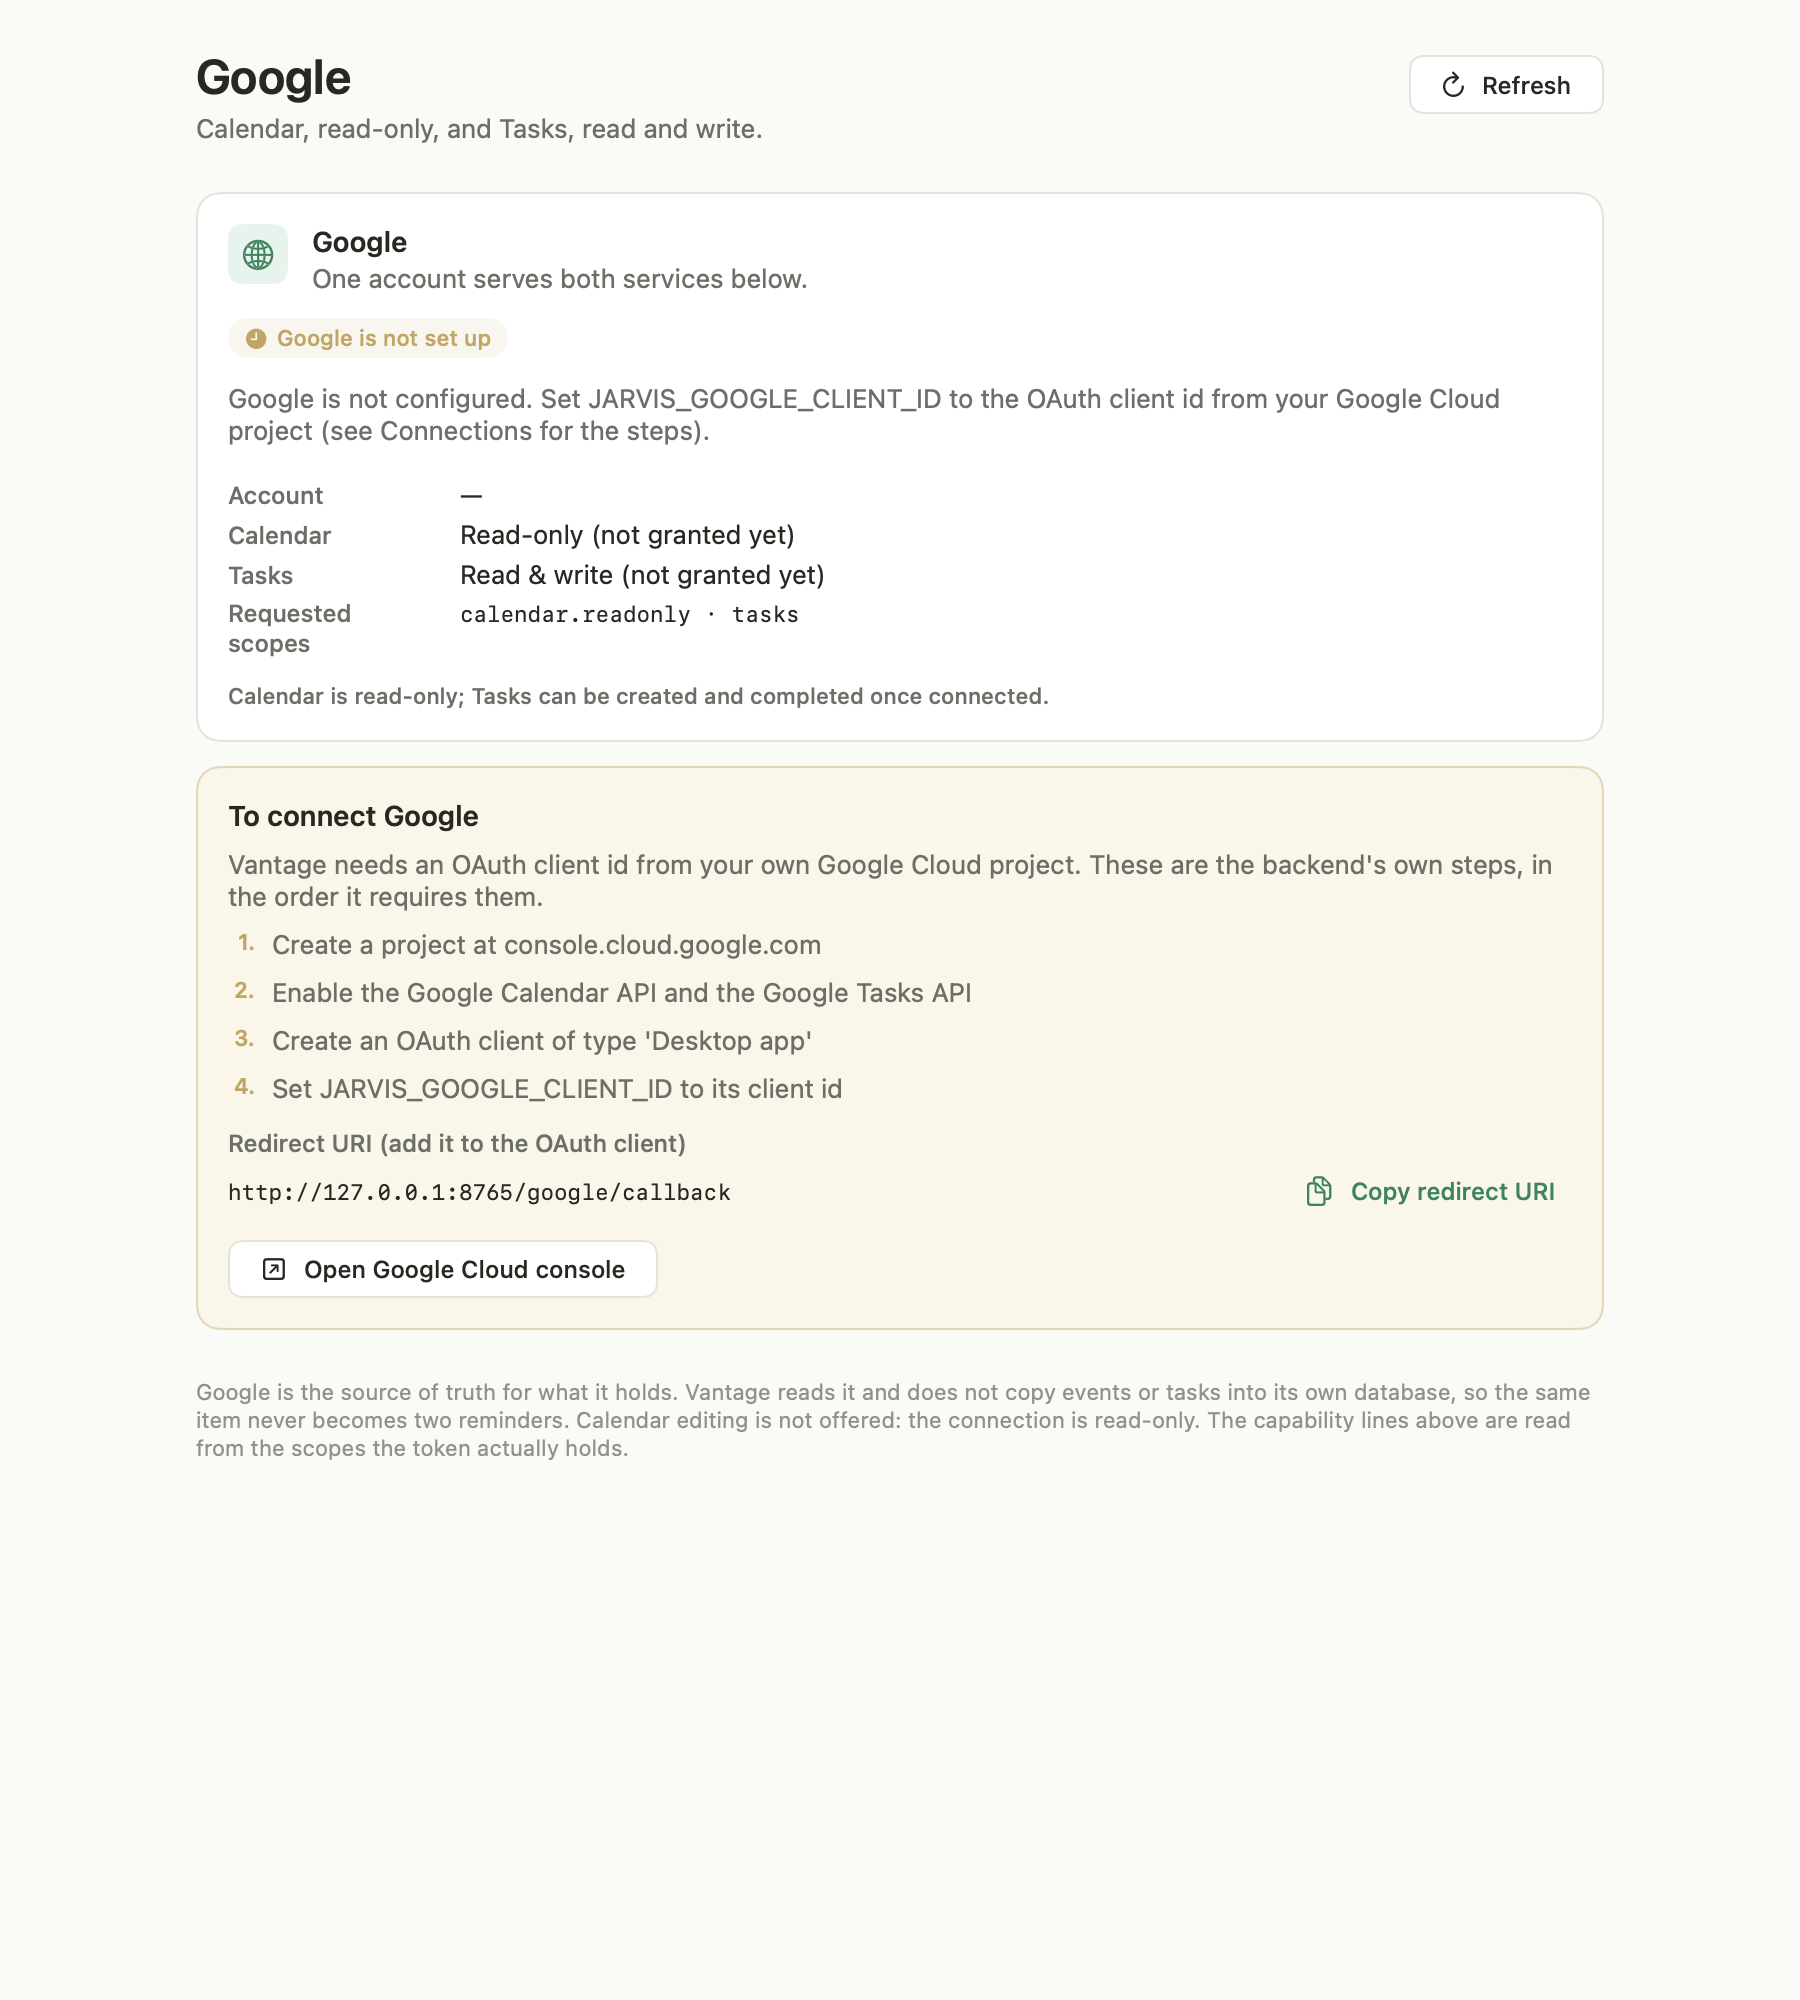 Google
Refresh
Calendar, read-only, and Tasks, read and write.
Google
One account serves both services below.
Google is not set up
Google is not configured. Set JARVIS_GOOGLE_CLIENT_ID to the OAuth client id from your Google Cloud
project (see Connections for the steps).
Account —
Calendar Read-only (not granted yet)
Tasks Read & write (not granted yet)
Requested calendar.readonly · tasks
scopes
Calendar is read-only; Tasks can be created and completed once connected.
To connect Google
Vantage needs an OAuth client id from your own Google Cloud project. These are the backend's own steps, in
the order it requires them.
1. Create a project at console.cloud.google.com
2. Enable the Google Calendar API and the Google Tasks API
3. Create an OAuth client of type 'Desktop app'
4. Set JARVIS_GOOGLE_CLIENT_ID to its client id
Redirect URI (add it to the OAuth client)
http://127.0.0.1:8765/google/callback Copy redirect URI
Open Google Cloud console
Google is the source of truth for what it holds. Vantage reads it and does not copy events or tasks into its own database, so the same
item never becomes two reminders. Calendar editing is not offered: the connection is read-only. The capability lines above are read
from the scopes the token actually holds.